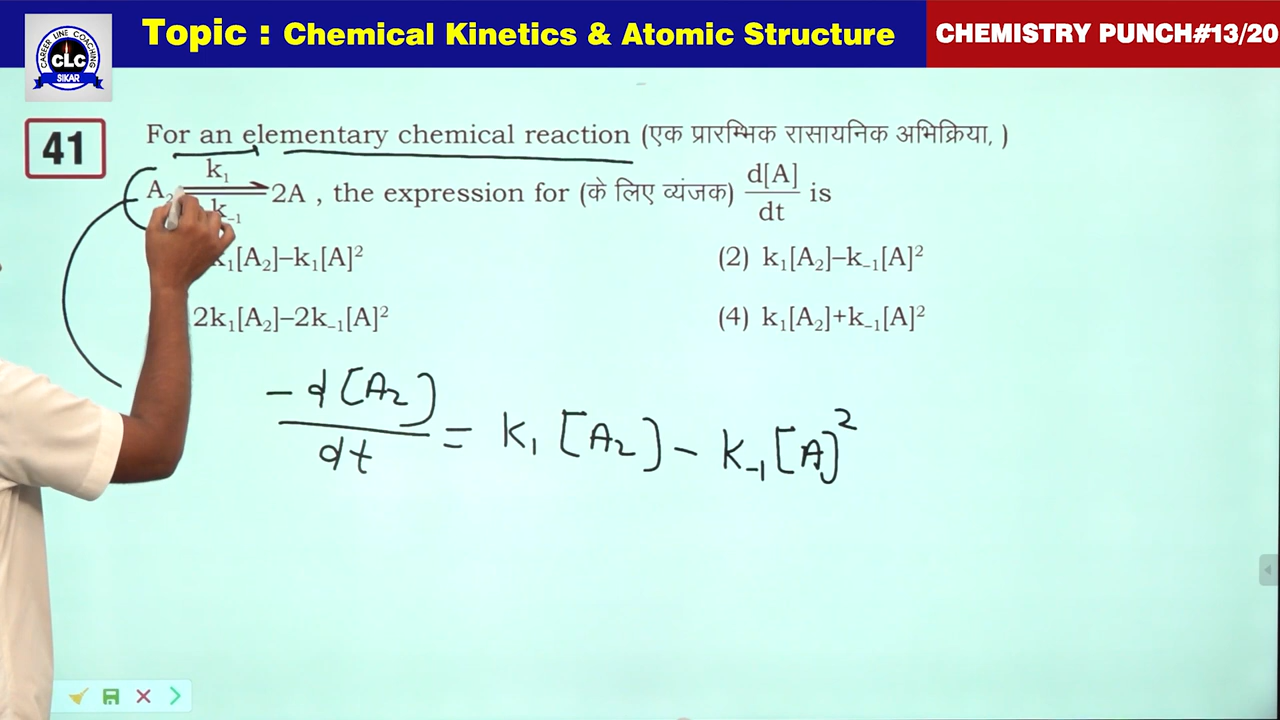 CAREER LINE COACHING
CLC
SIKAR
Topic : Chemical Kinetics & Atomic Structure
CHEMISTRY PUNCH#13/20
41
For an elementary chemical reaction (एक प्रारम्भिक रासायनिक अभिक्रिया, )
A₂ k₁ k₋₁ 2A , the expression for (के लिए व्यंजक) d[A]/dt is
k₁[A₂]–k₁[A]²
(2) k₁[A₂]–k₋₁[A]²
2k₁[A₂]–2k₋₁[A]²
(4) k₁[A₂]+k₋₁[A]²
-d[A₂]/dt = K₁[A₂] - K₋₁[A]²